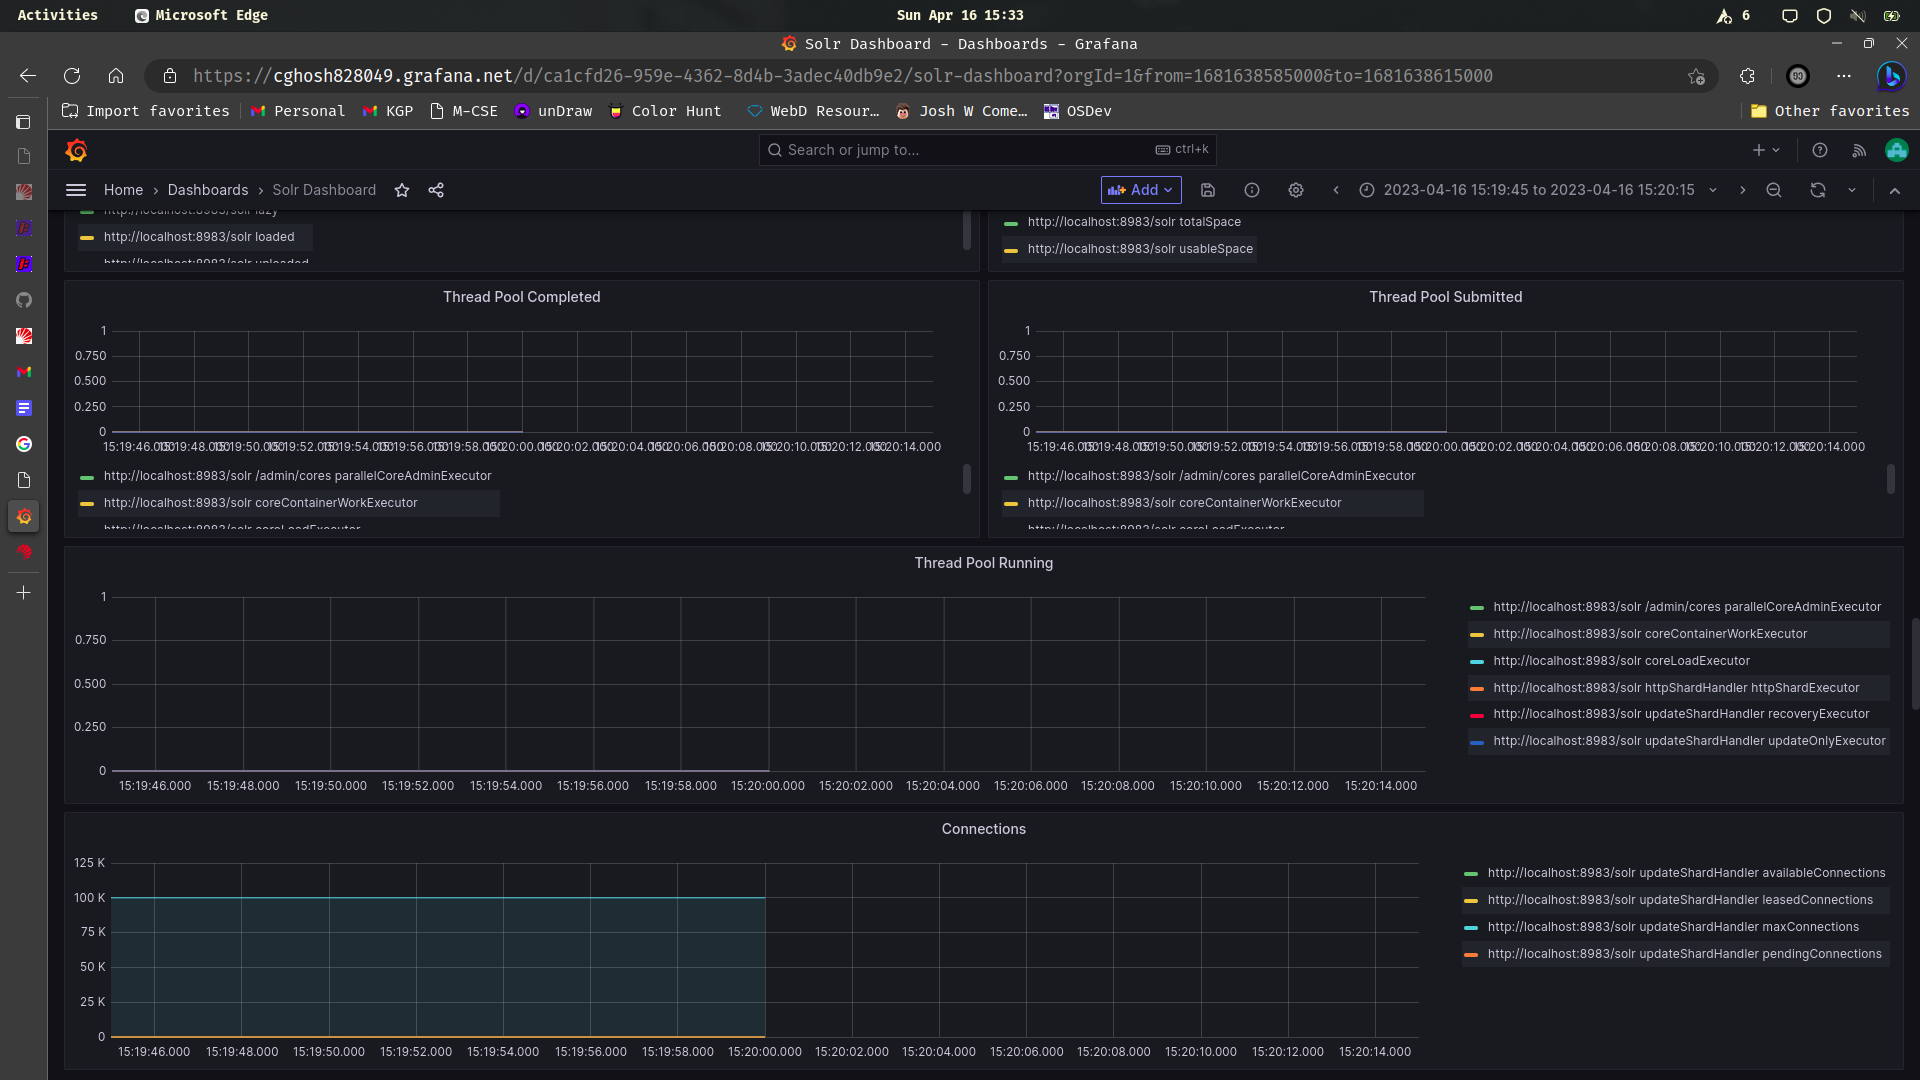 Activities
Microsoft Edge
Sun Apr 16 15:33
6
Solr Dashboard - Dashboards - Grafana
https://cghosh828049.grafana.net/d/ca1cfd26-959e-4362-8d4b-3adec40db9e2/solr-dashboard?orgId=1&from=1681638585000&to=1681638615000
Import favorites
Personal
KGP
M-CSE
unDraw
Color Hunt
WebD Resour…
Josh W Come…
OSDev
Other favorites
Search or jump to...
ctrl+k
Home › Dashboards › Solr Dashboard
Add
2023-04-16 15:19:45 to 2023-04-16 15:20:15
http://localhost:8983/solr lazy
http://localhost:8983/solr loaded
http://localhost:8983/solr unloaded
http://localhost:8983/solr totalSpace
http://localhost:8983/solr usableSpace
Thread Pool Completed
1
0.750
0.500
0.250
0
15:19:46.000 15:19:48.000 15:19:50.000 15:19:52.000 15:19:54.000 15:19:56.000 15:19:58.000 15:20:00.000 15:20:02.000 15:20:04.000 15:20:06.000 15:20:08.000 15:20:10.000 15:20:12.000 15:20:14.000
http://localhost:8983/solr /admin/cores parallelCoreAdminExecutor
http://localhost:8983/solr coreContainerWorkExecutor
http://localhost:8983/solr coreLoadExecutor
Thread Pool Submitted
1
0.750
0.500
0.250
0
15:19:46.000 15:19:48.000 15:19:50.000 15:19:52.000 15:19:54.000 15:19:56.000 15:19:58.000 15:20:00.000 15:20:02.000 15:20:04.000 15:20:06.000 15:20:08.000 15:20:10.000 15:20:12.000 15:20:14.000
http://localhost:8983/solr /admin/cores parallelCoreAdminExecutor
http://localhost:8983/solr coreContainerWorkExecutor
http://localhost:8983/solr coreLoadExecutor
Thread Pool Running
1
0.750
0.500
0.250
0
15:19:46.000 15:19:48.000 15:19:50.000 15:19:52.000 15:19:54.000 15:19:56.000 15:19:58.000 15:20:00.000 15:20:02.000 15:20:04.000 15:20:06.000 15:20:08.000 15:20:10.000 15:20:12.000 15:20:14.000
http://localhost:8983/solr /admin/cores parallelCoreAdminExecutor
http://localhost:8983/solr coreContainerWorkExecutor
http://localhost:8983/solr coreLoadExecutor
http://localhost:8983/solr httpShardHandler httpShardExecutor
http://localhost:8983/solr updateShardHandler recoveryExecutor
http://localhost:8983/solr updateShardHandler updateOnlyExecutor
Connections
125 K
100 K
75 K
50 K
25 K
0
15:19:46.000 15:19:48.000 15:19:50.000 15:19:52.000 15:19:54.000 15:19:56.000 15:19:58.000 15:20:00.000 15:20:02.000 15:20:04.000 15:20:06.000 15:20:08.000 15:20:10.000 15:20:12.000 15:20:14.000
http://localhost:8983/solr updateShardHandler availableConnections
http://localhost:8983/solr updateShardHandler leasedConnections
http://localhost:8983/solr updateShardHandler maxConnections
http://localhost:8983/solr updateShardHandler pendingConnections